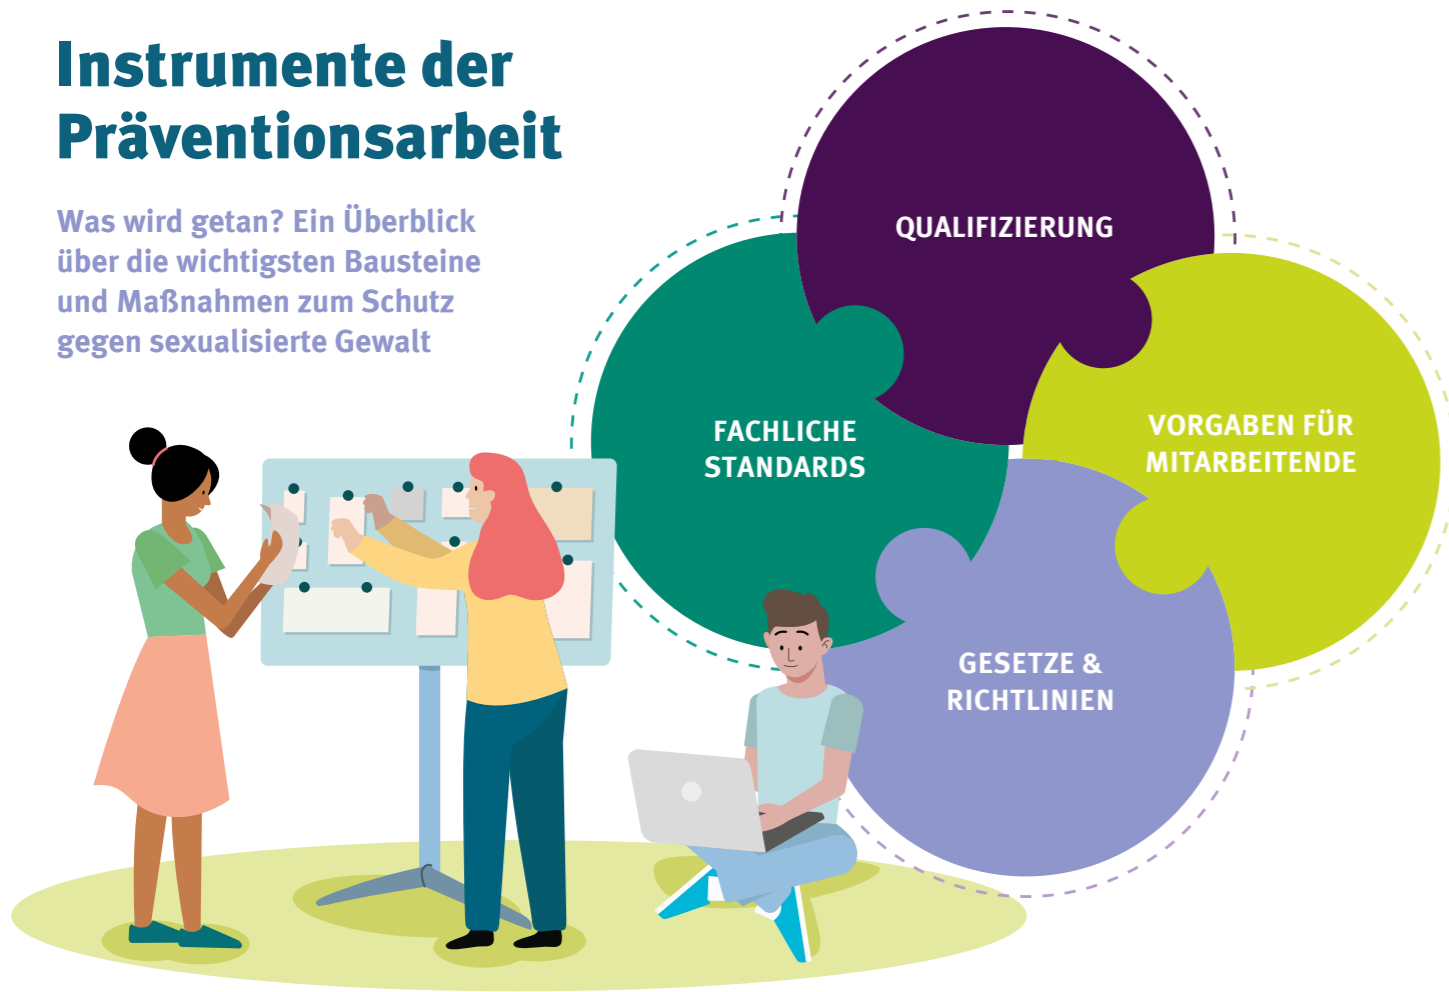 Instrumente der
Präventionsarbeit
Was wird getan? Ein Überblick
über die wichtigsten Bausteine
und Maßnahmen zum Schutz
gegen sexualisierte Gewalt
QUALIFIZIERUNG
FACHLICHE
STANDARDS
VORGABEN FÜR
MITARBEITENDE
GESETZE &
RICHTLINIEN